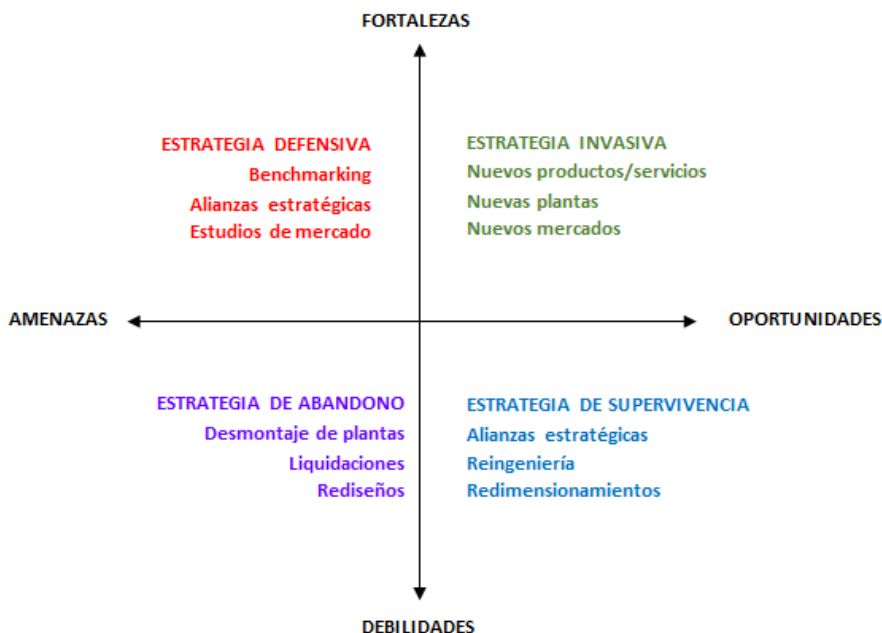 FORTALEZAS
ESTRATEGIA DEFENSIVA
Benchmarking
Alianzas estratégicas
Estudios de mercado
ESTRATEGIA INVASIVA
Nuevos productos/servicios
Nuevas plantas
Nuevos mercados
AMENAZAS
OPORTUNIDADES
ESTRATEGIA DE ABANDONO
Desmontaje de plantas
Liquidaciones
Rediseños
ESTRATEGIA DE SUPERVIVENCIA
Alianzas estratégicas
Reingeniería
Redimensionamientos
DEBILIDADES